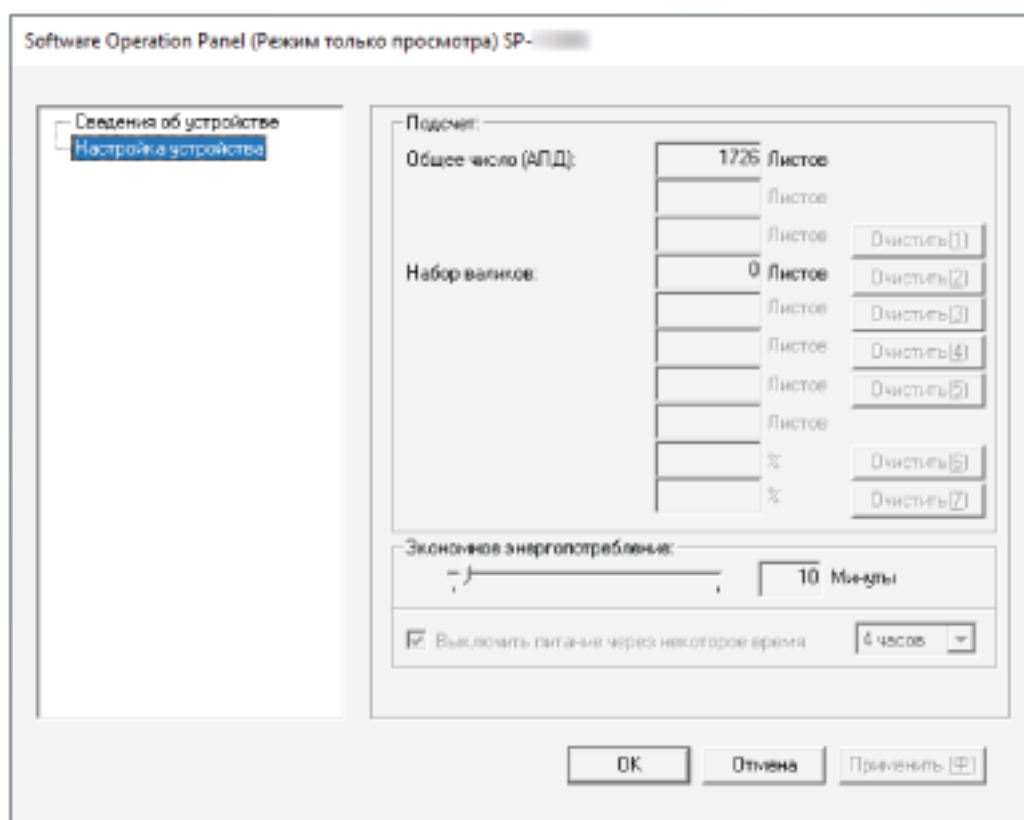 Software Operation Panel (Режим только просмотра) SP-
Сведения об устройстве
Настройка устройства
Подсчет:
Общее число (АПД): 1726 Листов
Листов
Листов Очистить[1]
Набор валиков: 0 Листов Очистить[2]
Листов Очистить[3]
Листов Очистить[4]
Листов Очистить[5]
Листов
% Очистить[6]
% Очистить[7]
Экономное энергопотребление:
10 Минуты
Выключить питание через некоторое время 4 часов
OK Отмена Применить